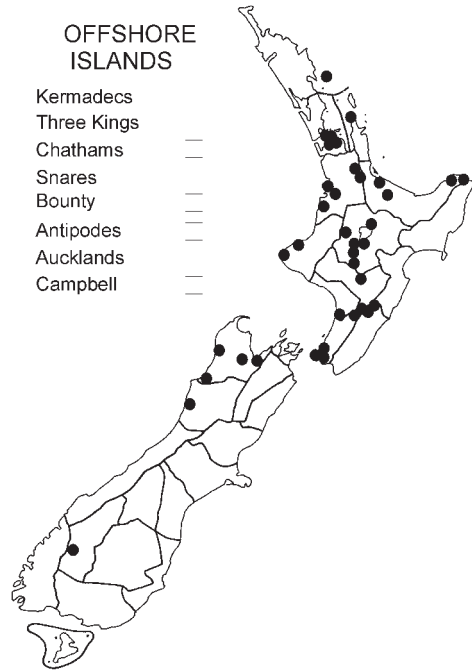 OFFSHORE
ISLANDS
Kermadecs
Three Kings
Chathams
Snares
Bounty
Antipodes
Aucklands
Campbell